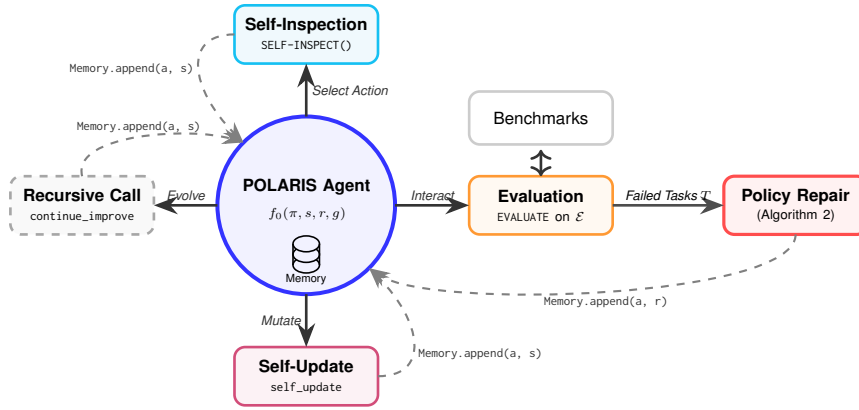 Self-Inspection
SELF-INSPECT()
Memory.append(a, s)
Select Action
Memory.append(a, s)
Benchmarks
Recursive Call
continue_improve
Evolve
POLARIS Agent
f₀(π, s, r, g)
Memory
Interact
Evaluation
EVALUATE on ℰ
Failed Tasks 𝒯
Policy Repair
(Algorithm 2)
Memory.append(a, r)
Mutate
Self-Update
self_update
Memory.append(a, s)